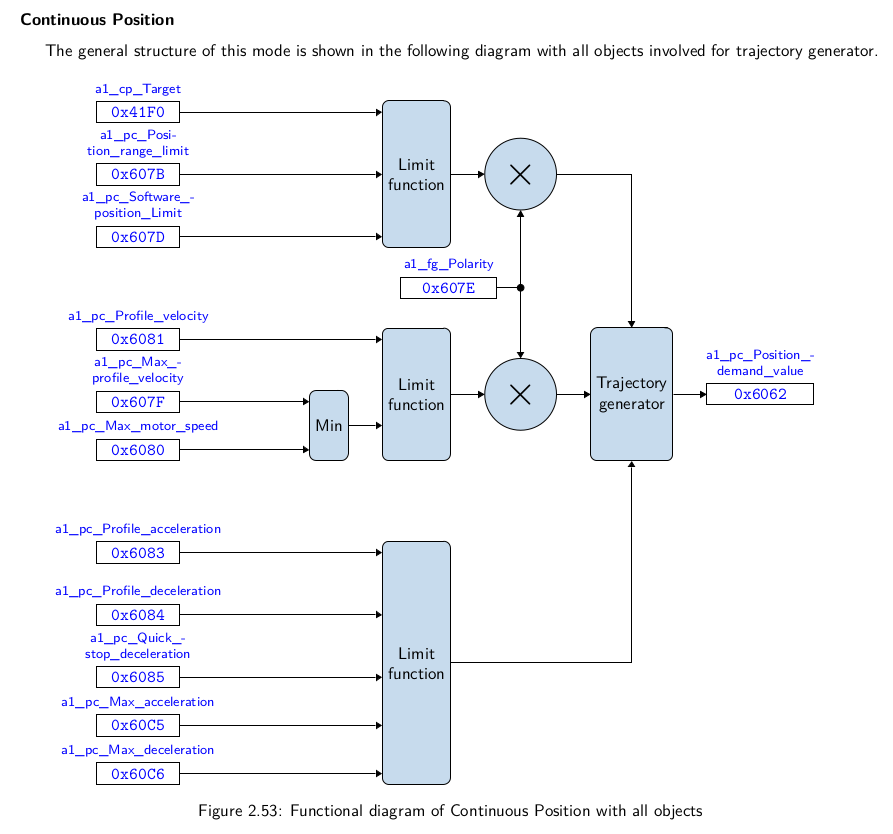 Continuous Position
The general structure of this mode is shown in the following diagram with all objects involved for trajectory generator.
a1_cp_Target
0x41F0
a1_pc_Posi-
tion_range_limit
0x607B
a1_pc_Software_-
position_Limit
0x607D
Limit
function
a1_fg_Polarity
0x607E
a1_pc_Profile_velocity
0x6081
a1_pc_Max_-
profile_velocity
0x607F
a1_pc_Max_motor_speed
0x6080
Min
Limit
function
Trajectory
generator
a1_pc_Position_-
demand_value
0x6062
a1_pc_Profile_acceleration
0x6083
a1_pc_Profile_deceleration
0x6084
a1_pc_Quick_-
stop_deceleration
0x6085
a1_pc_Max_acceleration
0x60C5
a1_pc_Max_deceleration
0x60C6
Limit
function
Figure 2.53: Functional diagram of Continuous Position with all objects